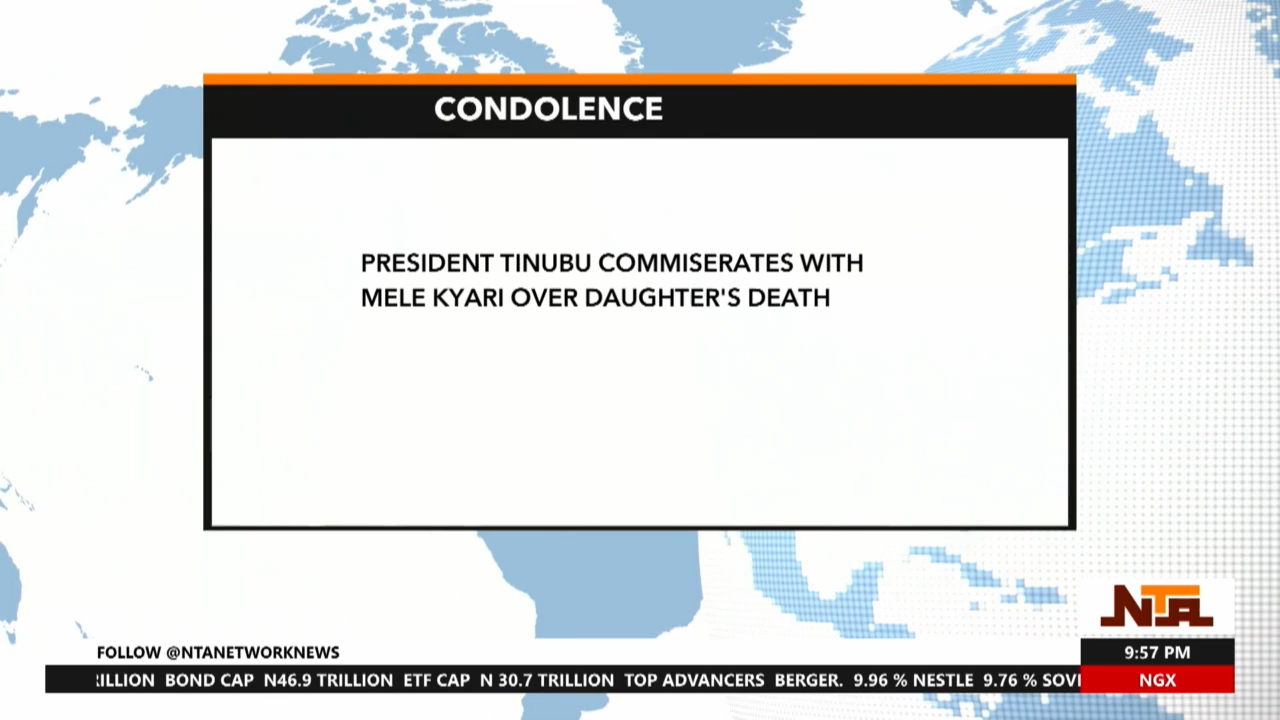 CONDOLENCE
PRESIDENT TINUBU COMMISERATES WITH
MELE KYARI OVER DAUGHTER'S DEATH
NTA
FOLLOW @NTANETWORKNEWS
9:57 PM
BOND CAP N46.9 TRILLION ETF CAP N 30.7 TRILLION TOP ADVANCERS BERGER. 9.96 % NESTLE 9.76 %
NGX